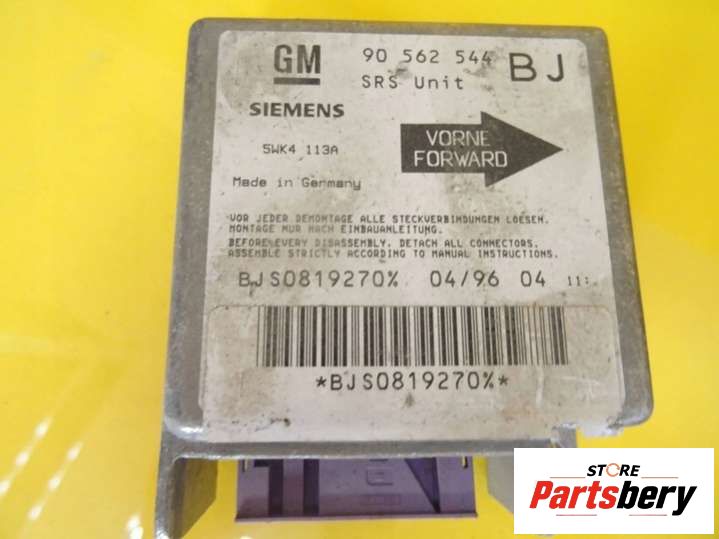 GM 90 562 544 BJ
SRS Unit
SIEMENS
5WK4 113A
VORNE
FORWARD
Made in Germany
VOR JEDER DEMONTAGE ALLE STECKVERBINDUNGEN LOESEN.
MONTAGE NUR NACH EINBAUANLEITUNG.
BEFORE EVERY DISASSEMBLY, DETACH ALL CONNECTORS.
ASSEMBLE STRICTLY ACCORDING TO MANUAL INSTRUCTIONS.
BJS0819270% 04/96 04 11:
*BJS0819270%*
STORE
Partsbery